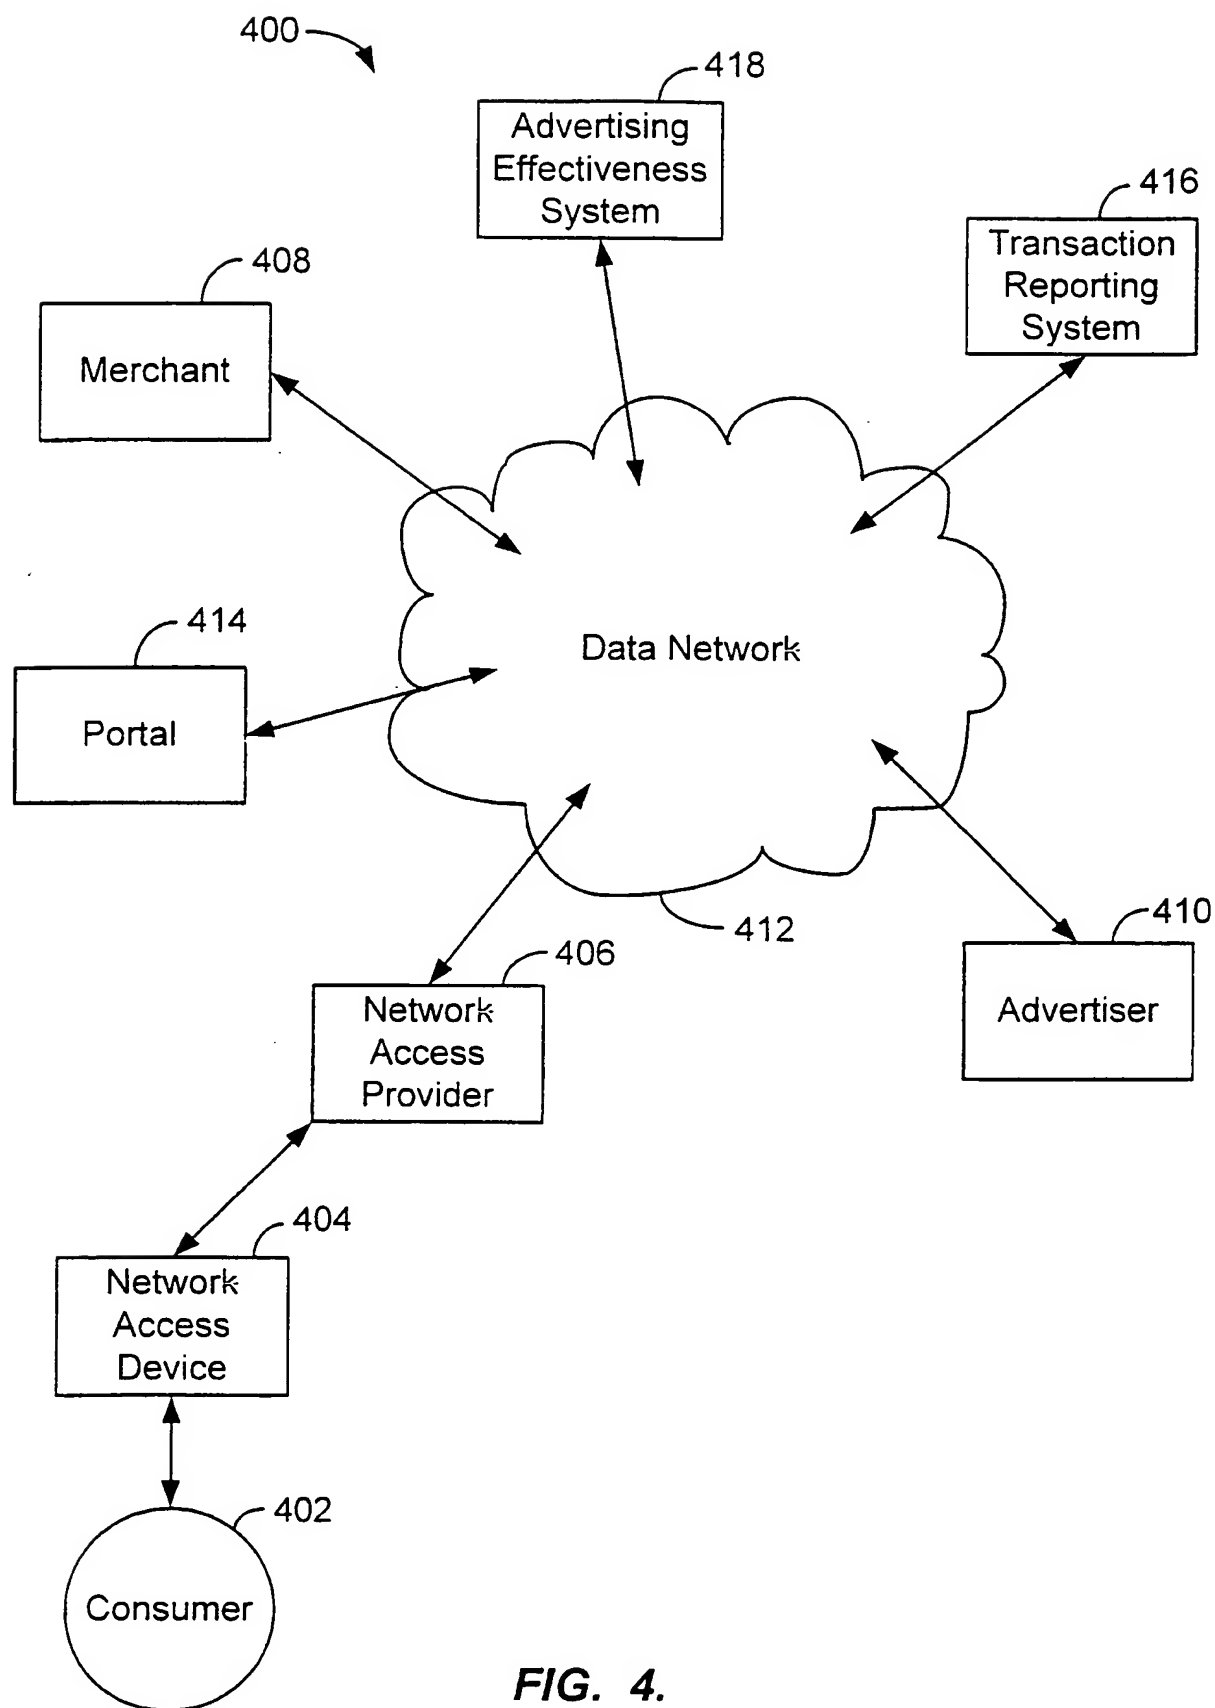 400
418
Advertising
Effectiveness
System
416
Transaction
Reporting
System
408
Merchant
414
Portal
Data Network
412
410
Advertiser
406
Network
Access
Provider
404
Network
Access
Device
402
Consumer
FIG. 4.